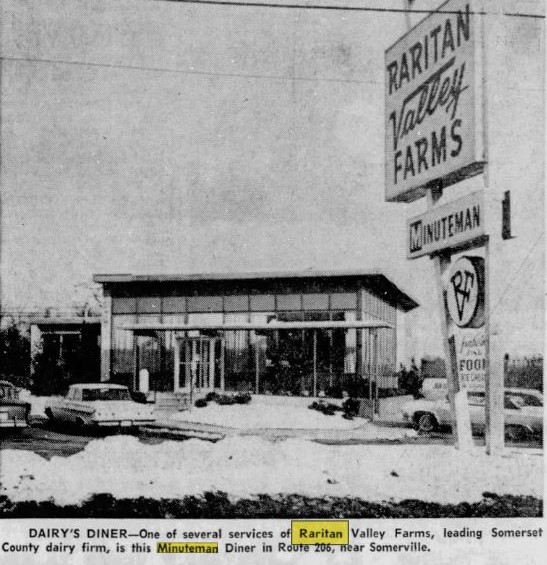 RARITAN
Valley
FARMS
MINUTEMAN
RVF
FOOD
DAIRY'S DINER—One of several services of Raritan Valley Farms, leading Somerset
County dairy firm, is this Minuteman Diner in Route 206, near Somerville.